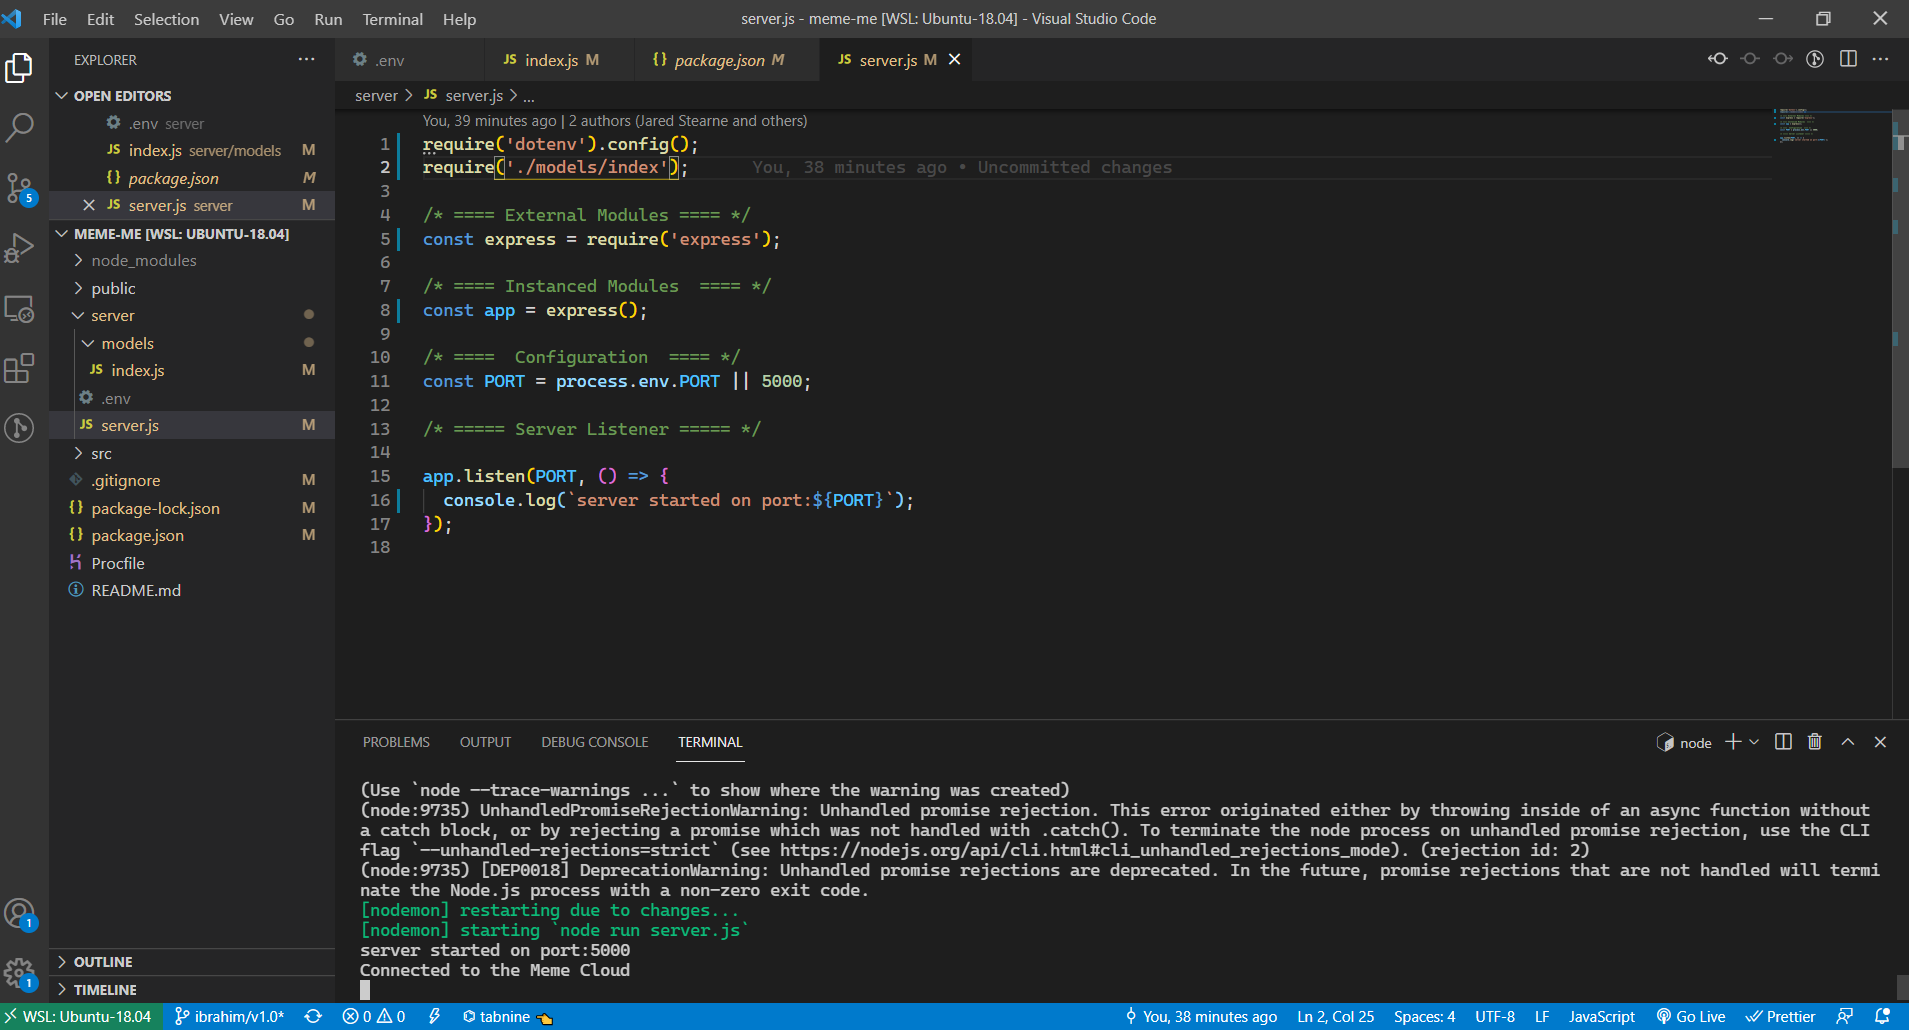 File Edit Selection View Go Run Terminal Help
server.js - meme-me [WSL: Ubuntu-18.04] - Visual Studio Code
EXPLORER
OPEN EDITORS
.env server
JS index.js server/models M
{} package.json M
JS server.js server M
MEME-ME [WSL: UBUNTU-18.04]
node_modules
public
server
models
JS index.js M
.env
JS server.js M
src
.gitignore M
{} package-lock.json M
{} package.json M
Procfile
README.md
OUTLINE
TIMELINE
5
1
1
.env
JS index.js M
{} package.json M
JS server.js M
server > JS server.js > ...
You, 39 minutes ago | 2 authors (Jared Stearne and others)
1 require('dotenv').config();
2 require('./models/index'); You, 38 minutes ago • Uncommitted changes
3
4 /* ==== External Modules ==== */
5 const express = require('express');
6
7 /* ==== Instanced Modules  ==== */
8 const app = express();
9
10 /* ====  Configuration  ==== */
11 const PORT = process.env.PORT || 5000;
12
13 /* ===== Server Listener ===== */
14
15 app.listen(PORT, () => {
16   console.log(`server started on port:${PORT}`);
17 });
18
PROBLEMS OUTPUT DEBUG CONSOLE TERMINAL
node
(Use `node --trace-warnings ...` to show where the warning was created)
(node:9735) UnhandledPromiseRejectionWarning: Unhandled promise rejection. This error originated either by throwing inside of an async function without
a catch block, or by rejecting a promise which was not handled with .catch(). To terminate the node process on unhandled promise rejection, use the CLI
flag `--unhandled-rejections=strict` (see https://nodejs.org/api/cli.html#cli_unhandled_rejections_mode). (rejection id: 2)
(node:9735) [DEP0018] DeprecationWarning: Unhandled promise rejections are deprecated. In the future, promise rejections that are not handled will termi
nate the Node.js process with a non-zero exit code.
[nodemon] restarting due to changes...
[nodemon] starting `node run server.js`
server started on port:5000
Connected to the Meme Cloud
WSL: Ubuntu-18.04 ibrahim/v1.0* 0 0 tabnine You, 38 minutes ago Ln 2, Col 25 Spaces: 4 UTF-8 LF JavaScript Go Live Prettier